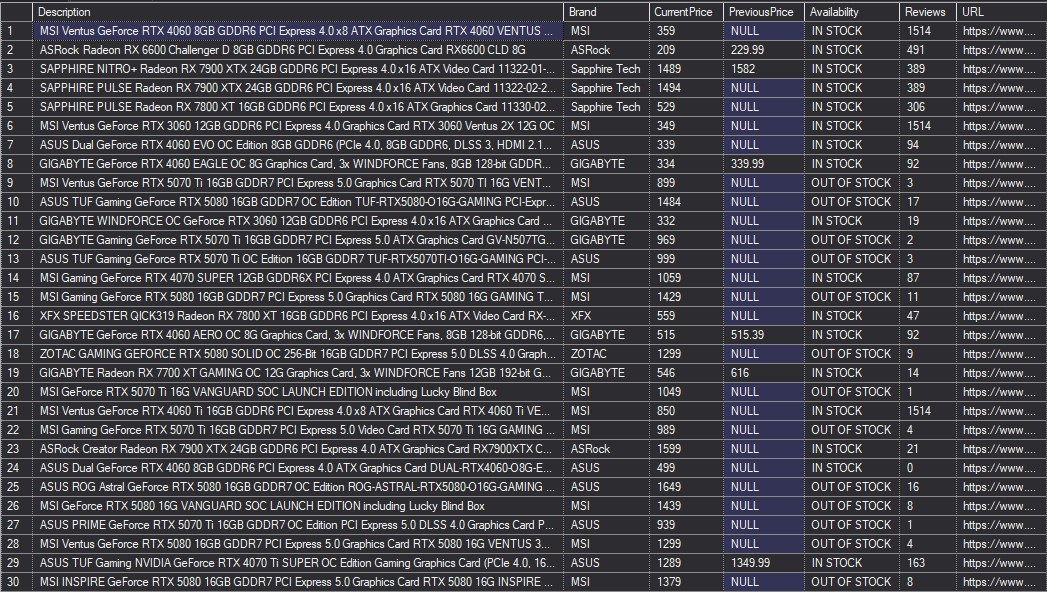 Description Brand CurrentPrice PreviousPrice Availability Reviews URL
1 MSI Ventus GeForce RTX 4060 8GB GDDR6 PCI Express 4.0 x8 ATX Graphics Card RTX 4060 VENTUS ... MSI 359 NULL IN STOCK 1514 https://www....
2 ASRock Radeon RX 6600 Challenger D 8GB GDDR6 PCI Express 4.0 Graphics Card RX6600 CLD 8G ASRock 209 229.99 IN STOCK 491 https://www....
3 SAPPHIRE NITRO+ Radeon RX 7900 XTX 24GB GDDR6 PCI Express 4.0 x16 ATX Video Card 11322-01-... Sapphire Tech 1489 1582 IN STOCK 389 https://www....
4 SAPPHIRE PULSE Radeon RX 7900 XTX 24GB GDDR6 PCI Express 4.0 x16 ATX Video Card 11322-02-2... Sapphire Tech 1494 NULL IN STOCK 389 https://www....
5 SAPPHIRE PULSE Radeon RX 7800 XT 16GB GDDR6 PCI Express 4.0 x16 ATX Graphics Card 11330-02... Sapphire Tech 529 NULL IN STOCK 306 https://www....
6 MSI Ventus GeForce RTX 3060 12GB GDDR6 PCI Express 4.0 Graphics Card RTX 3060 Ventus 2X 12G OC MSI 349 NULL IN STOCK 1514 https://www....
7 ASUS Dual GeForce RTX 4060 EVO OC Edition 8GB GDDR6 (PCIe 4.0, 8GB GDDR6, DLSS 3, HDMI 2.1... ASUS 339 NULL IN STOCK 94 https://www....
8 GIGABYTE GeForce RTX 4060 EAGLE OC 8G Graphics Card, 3x WINDFORCE Fans, 8GB 128-bit GDDR... GIGABYTE 334 339.99 IN STOCK 92 https://www....
9 MSI Ventus GeForce RTX 5070 Ti 16GB GDDR7 PCI Express 5.0 Graphics Card RTX 5070 TI 16G VENT... MSI 899 NULL OUT OF STOCK 3 https://www....
10 ASUS TUF Gaming GeForce RTX 5080 16GB GDDR7 OC Edition TUF-RTX5080-O16G-GAMING PCI-Expr... ASUS 1484 NULL OUT OF STOCK 17 https://www....
11 GIGABYTE WINDFORCE OC GeForce RTX 3060 12GB GDDR6 PCI Express 4.0 x16 ATX Graphics Card ... GIGABYTE 332 NULL IN STOCK 19 https://www....
12 GIGABYTE Gaming GeForce RTX 5070 Ti 16GB GDDR7 PCI Express 5.0 ATX Graphics Card GV-N507TG... GIGABYTE 969 NULL OUT OF STOCK 2 https://www....
13 ASUS TUF Gaming GeForce RTX 5070 Ti OC Edition 16GB GDDR7 TUF-RTX5070TI-O16G-GAMING PCI-... ASUS 999 NULL OUT OF STOCK 3 https://www....
14 MSI Gaming GeForce RTX 4070 SUPER 12GB GDDR6X PCI Express 4.0 ATX Graphics Card RTX 4070 S... MSI 1059 NULL IN STOCK 87 https://www....
15 MSI Gaming GeForce RTX 5080 16GB GDDR7 PCI Express 5.0 Graphics Card RTX 5080 16G GAMING T... MSI 1429 NULL OUT OF STOCK 11 https://www....
16 XFX SPEEDSTER QICK319 Radeon RX 7800 XT 16GB GDDR6 PCI Express 4.0 x16 ATX Video Card RX-... XFX 559 NULL IN STOCK 47 https://www....
17 GIGABYTE GeForce RTX 4060 AERO OC 8G Graphics Card, 3x WINDFORCE Fans, 8GB 128-bit GDDR6,... GIGABYTE 515 515.39 IN STOCK 92 https://www....
18 ZOTAC GAMING GEFORCE RTX 5080 SOLID OC 256-Bit 16GB GDDR7 PCI Express 5.0 DLSS 4.0 Graph... ZOTAC 1299 NULL OUT OF STOCK 9 https://www....
19 GIGABYTE Radeon RX 7700 XT GAMING OC 12G Graphics Card, 3x WINDFORCE Fans 12GB 192-bit G... GIGABYTE 546 616 IN STOCK 14 https://www....
20 MSI GeForce RTX 5070 Ti 16G VANGUARD SOC LAUNCH EDITION including Lucky Blind Box MSI 1049 NULL OUT OF STOCK 1 https://www....
21 MSI Ventus GeForce RTX 4060 Ti 16GB GDDR6 PCI Express 4.0 x8 ATX Graphics Card RTX 4060 Ti VE... MSI 850 NULL IN STOCK 1514 https://www....
22 MSI Gaming GeForce RTX 5070 Ti 16GB GDDR7 PCI Express 5.0 Video Card RTX 5070 Ti 16G GAMING ... MSI 989 NULL OUT OF STOCK 4 https://www....
23 ASRock Creator Radeon RX 7900 XTX 24GB GDDR6 PCI Express 4.0 ATX Graphics Card RX7900XTX C... ASRock 1599 NULL IN STOCK 21 https://www....
24 ASUS Dual GeForce RTX 4060 8GB GDDR6 PCI Express 4.0 ATX Graphics Card DUAL-RTX4060-O8G-E... ASUS 499 NULL IN STOCK 0 https://www....
25 ASUS ROG Astral GeForce RTX 5080 16GB GDDR7 OC Edition ROG-ASTRAL-RTX5080-O16G-GAMING ... ASUS 1649 NULL OUT OF STOCK 16 https://www....
26 MSI GeForce RTX 5080 16G VANGUARD SOC LAUNCH EDITION including Lucky Blind Box MSI 1439 NULL OUT OF STOCK 8 https://www....
27 ASUS PRIME GeForce RTX 5070 Ti 16GB GDDR7 OC Edition PCI Express 5.0 DLSS 4.0 Graphics Card P... ASUS 939 NULL OUT OF STOCK 1 https://www....
28 MSI Ventus GeForce RTX 5080 16GB GDDR7 PCI Express 5.0 Graphics Card RTX 5080 16G VENTUS 3... MSI 1299 NULL OUT OF STOCK 4 https://www....
29 ASUS TUF Gaming NVIDIA GeForce RTX 4070 Ti SUPER OC Edition Gaming Graphics Card (PCIe 4.0, 16... ASUS 1289 1349.99 IN STOCK 163 https://www....
30 MSI INSPIRE GeForce RTX 5080 16GB GDDR7 PCI Express 5.0 Graphics Card RTX 5080 16G INSPIRE ... MSI 1379 NULL OUT OF STOCK 8 https://www....